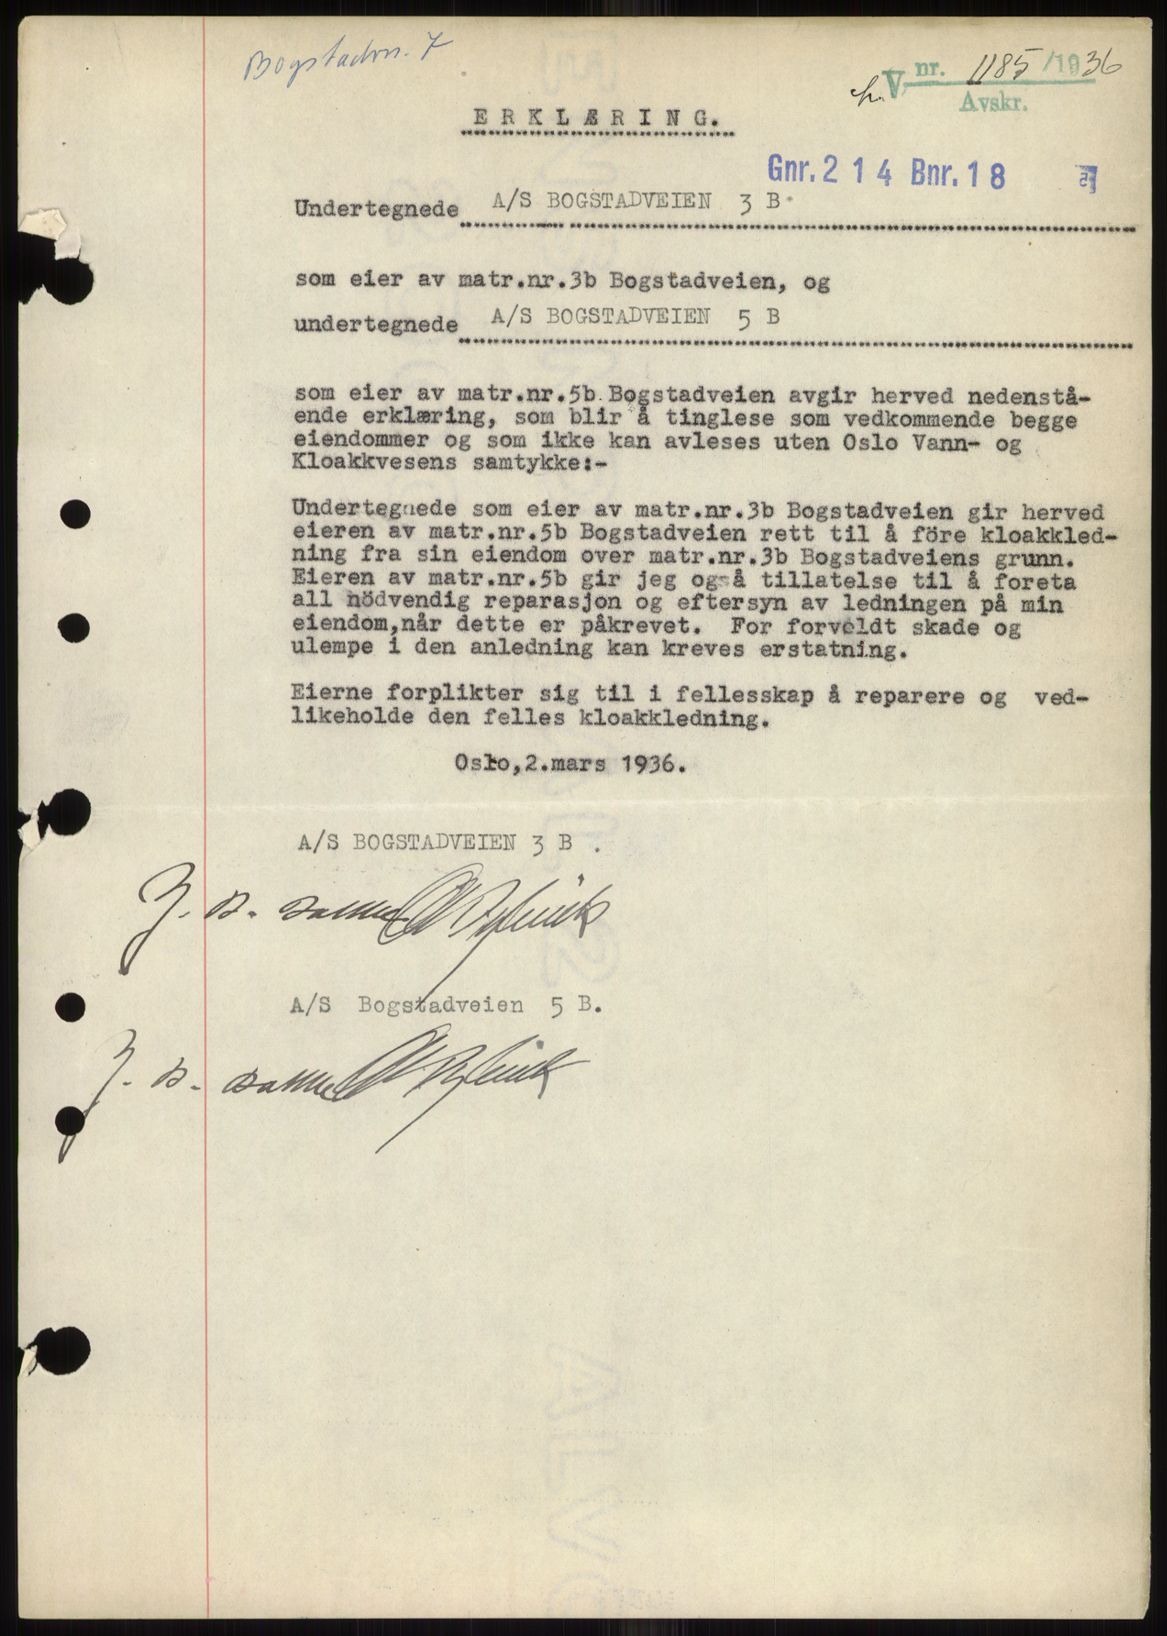 Bogstadvn. 7
V nr. 1185/1936
Avskr.
ERKLÆRING.
Gnr. 214 Bnr. 18
Undertegnede A/S BOGSTADVEIEN 3 B
som eier av matr.nr.3b Bogstadveien, og
undertegnede A/S BOGSTADVEIEN 5 B
som eier av matr.nr.5b Bogstadveien avgir herved nedenstå-
ende erklæring, som blir å tinglese som vedkommende begge
eiendommer og som ikke kan avleses uten Oslo Vann- og
Kloakkvesens samtykke:-
Undertegnede som eier av matr.nr.3b Bogstadveien gir herved
eieren av matr.nr.5b Bogstadveien rett til å före kloakkled-
ning fra sin eiendom over matr.nr.3b Bogstadveiens grunn.
Eieren av matr.nr.5b gir jeg også tillatelse til å foreta
all nödvendig reparasjon og eftersyn av ledningen på min
eiendom,når dette er påkrevet. For forvoldt skade og
ulempe i den anledning kan kreves erstatning.
Eierne forplikter sig til i fellesskap å reparere og ved-
likeholde den felles kloakkledning.
Oslo,2.mars 1936.
A/S BOGSTADVEIEN 3 B .
A/S Bogstadveien 5 B.